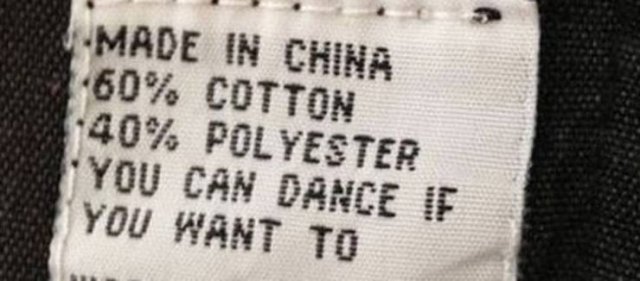 MADE IN CHINA
60% COTTON
40% POLYESTER
YOU CAN DANCE IF
YOU WANT TO